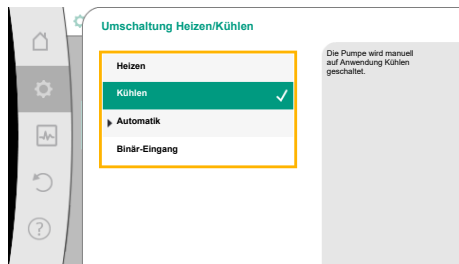 Umschaltung Heizen/Kühlen
Heizen
Kühlen
Automatik
Binär-Eingang
Die Pumpe wird manuell
auf Anwendung Kühlen
geschaltet.
?